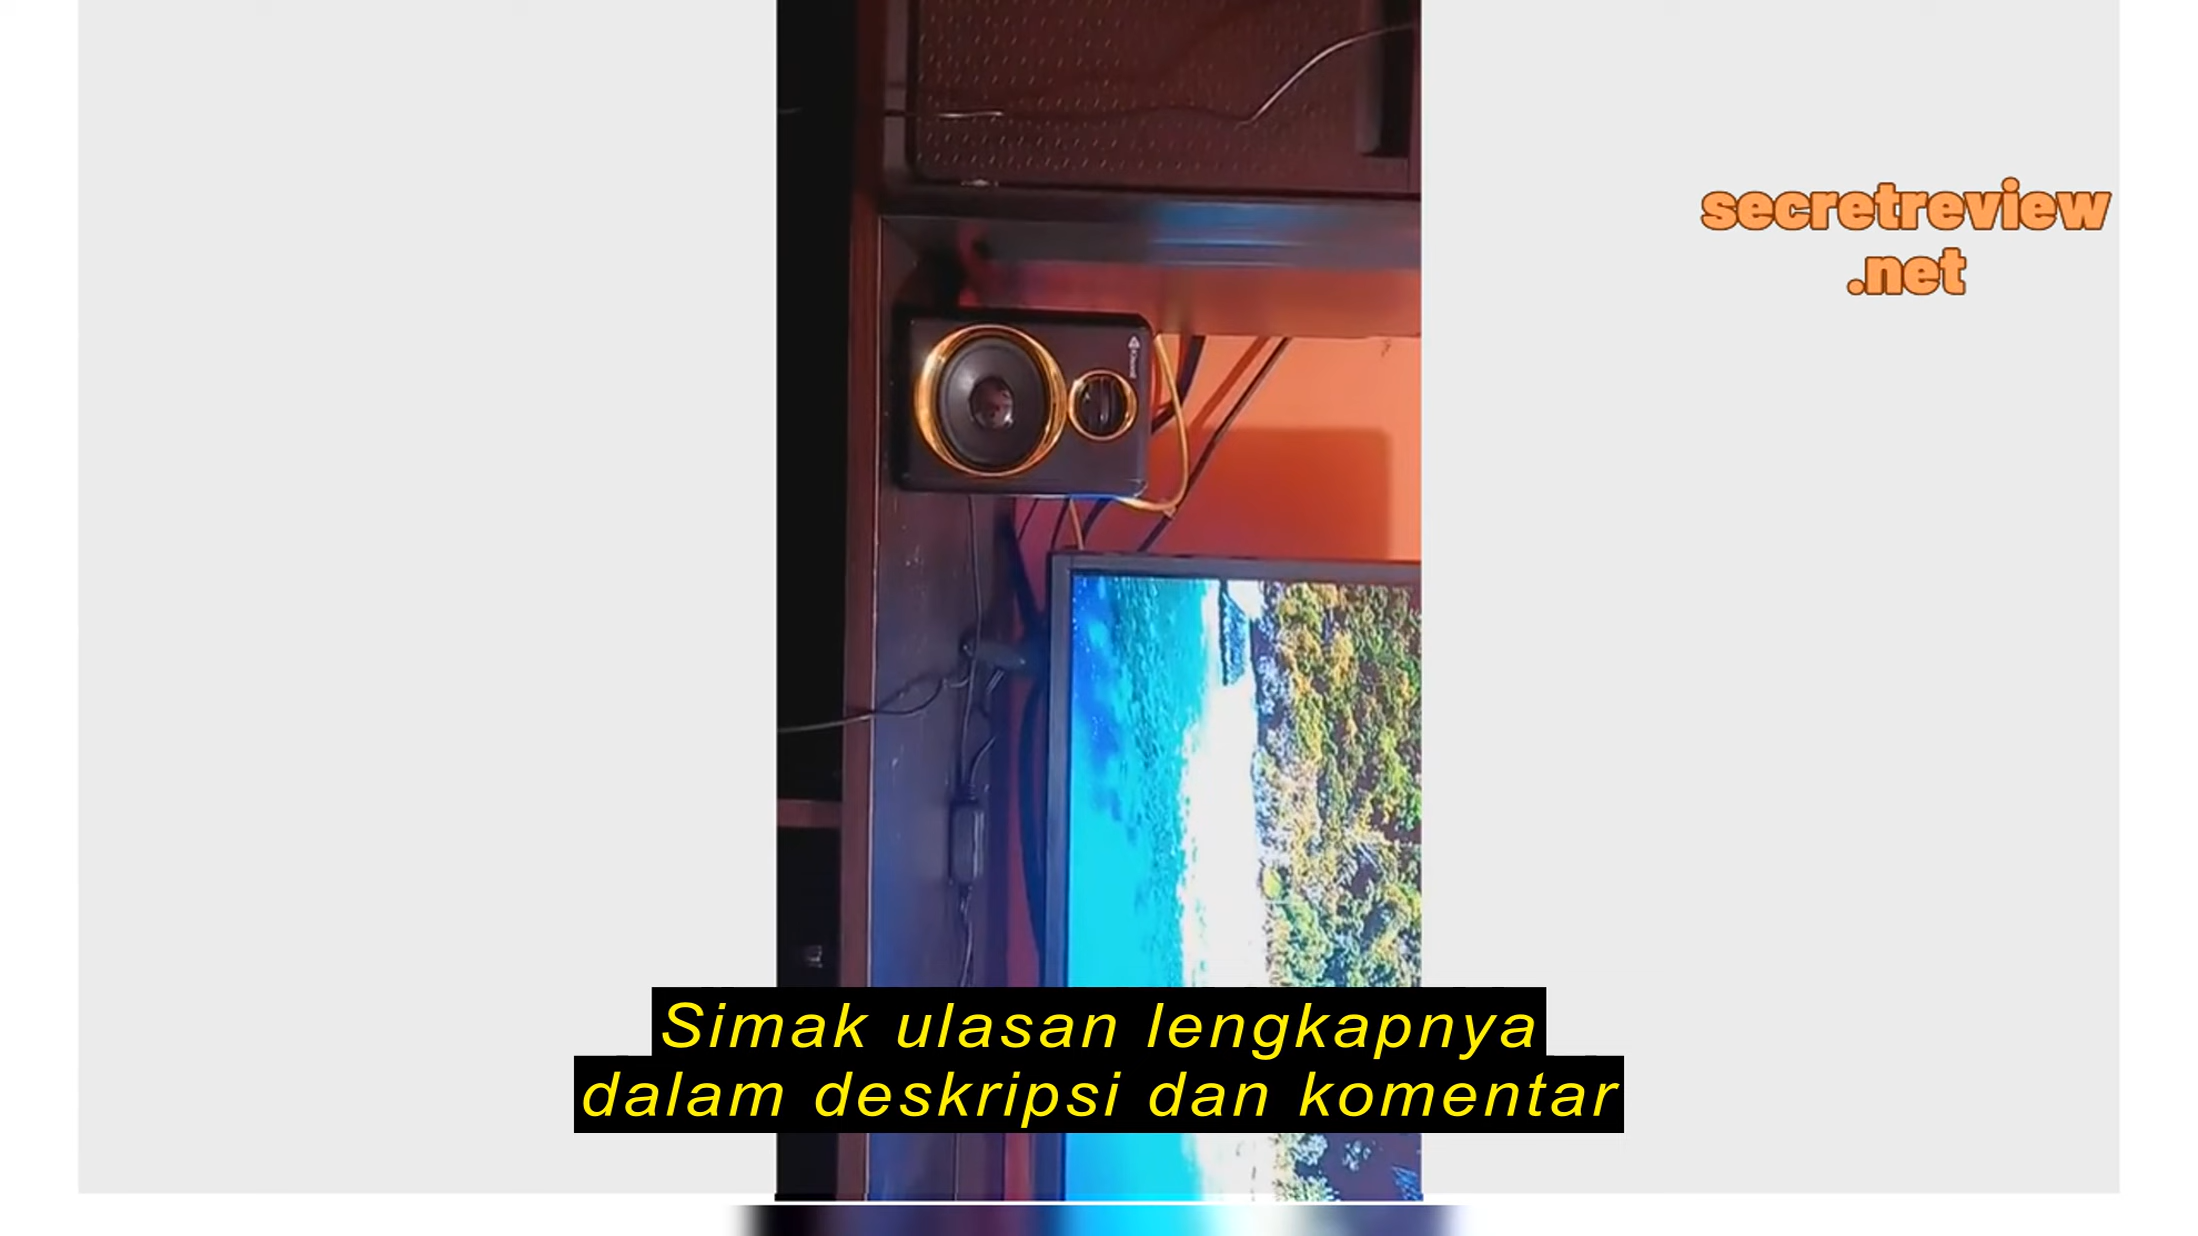 secretreview
.net
Simak ulasan lengkapnya
dalam deskripsi dan komentar